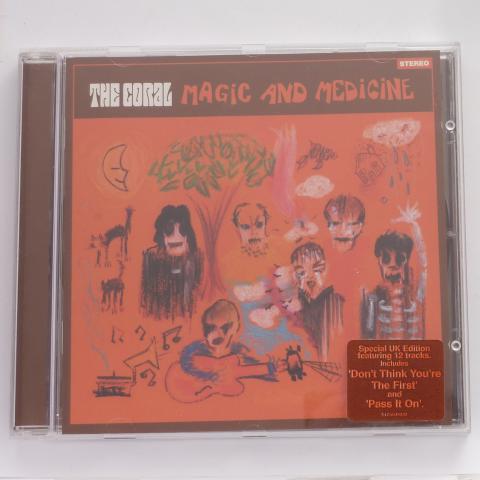 STEREO
THE CORAL MAGIC AND MEDICINE
Special UK Edition
featuring 12 tracks.
Includes
'Don't Think You're
The First'
and
'Pass It On'.